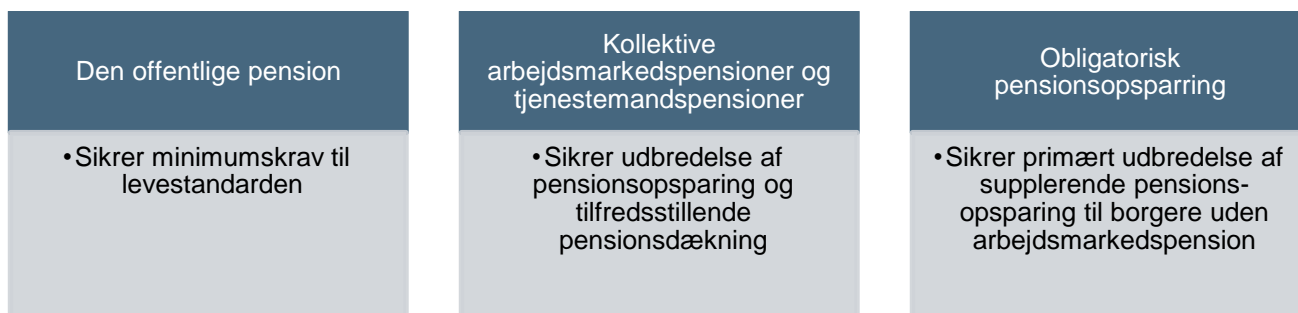 Den offentlige pension
•Sikrer minimumskrav til
levestandarden
Kollektive
arbejdsmarkedspensioner og
tjenestemandspensioner
•Sikrer udbredelse af
pensionsopsparing og
tilfredsstillende
pensionsdækning
Obligatorisk
pensionsopsparring
•Sikrer primært udbredelse af
supplerende pensions-
opsparing til borgere uden
arbejdsmarkedspension